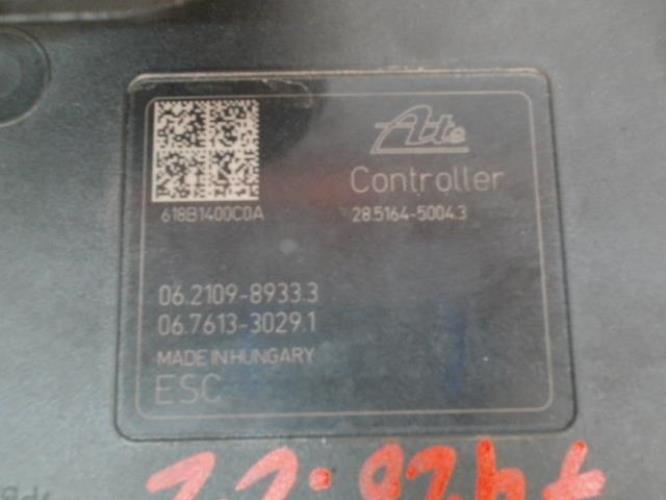 Ate
Controller
618B1400C0A
28.5164-5004.3
06.2109-8933.3
06.7613-3029.1
MADE IN HUNGARY
ESC